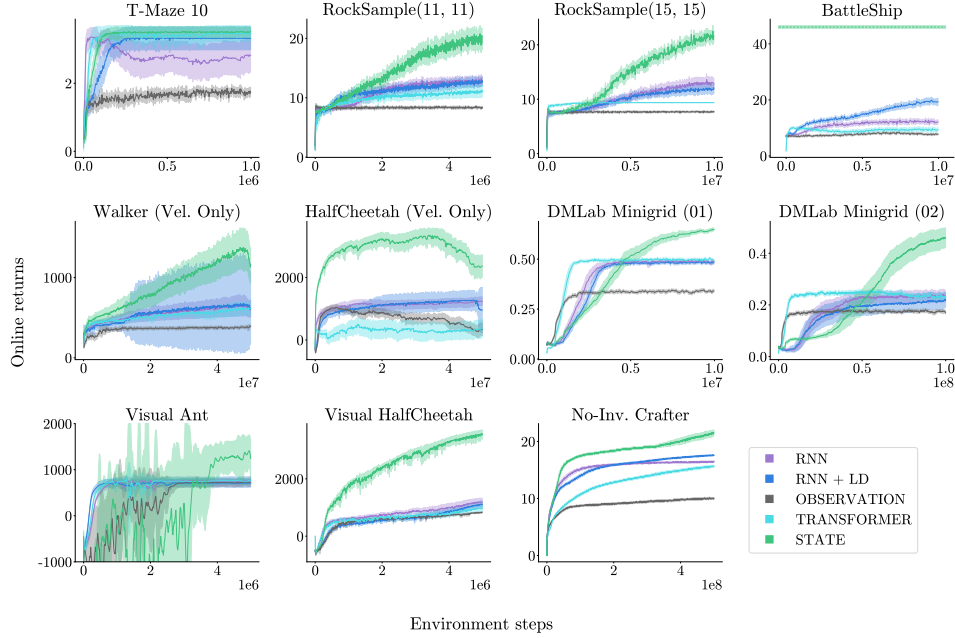 T-Maze 10
RockSample(11, 11)
RockSample(15, 15)
BattleShip
0
2
0.0
0.5
1.0
1e6
0
10
20
0
2
4
1e6
0
10
20
0.0
0.5
1.0
1e7
0
20
40
0.0
0.5
1.0
1e7
Walker (Vel. Only)
HalfCheetah (Vel. Only)
DMLab Minigrid (01)
DMLab Minigrid (02)
Online returns
0
1000
0
2
4
1e7
0
2000
0
2
4
1e7
0.00
0.25
0.50
0.0
0.5
1.0
1e7
0.0
0.2
0.4
0.0
0.5
1.0
1e8
Visual Ant
Visual HalfCheetah
No-Inv. Crafter
-1000
0
1000
2000
0
2
4
1e6
0
2000
0
2
4
1e6
0
10
20
0
2
4
1e8
RNN
RNN + LD
OBSERVATION
TRANSFORMER
STATE
Environment steps